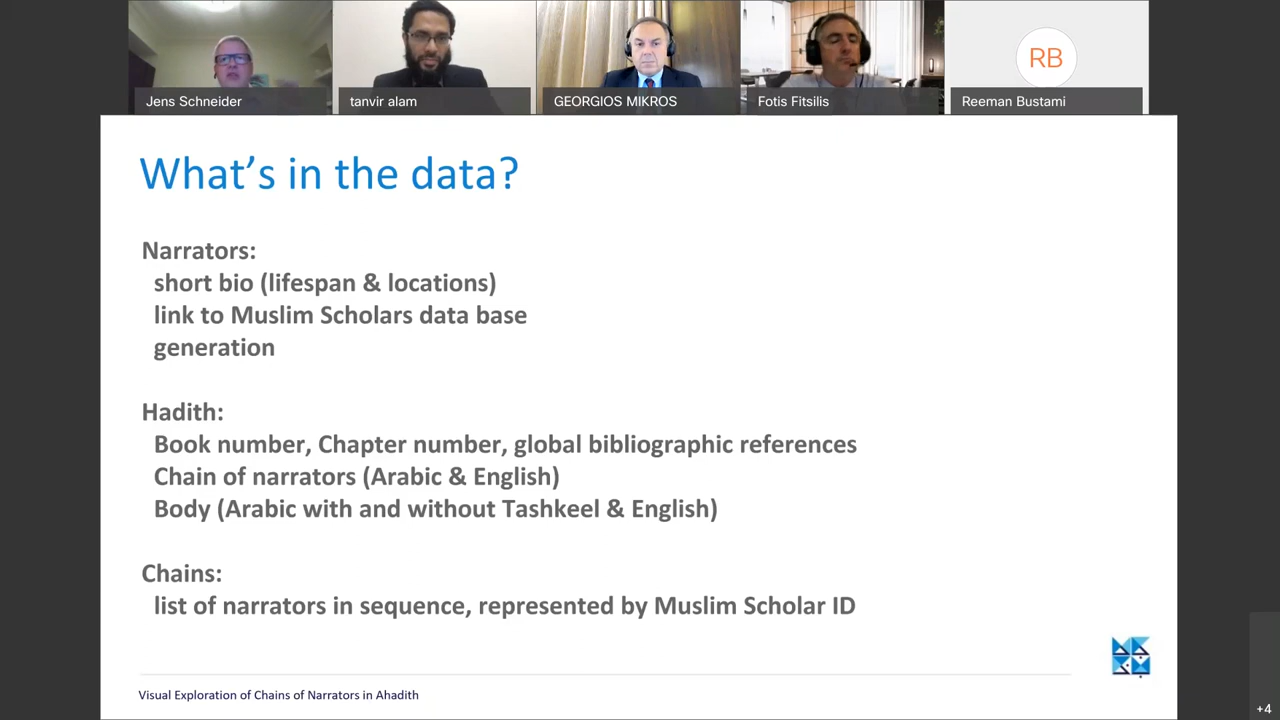 Jens Schneider
tanvir alam
GEORGIOS MIKROS
Fotis Fitsilis
RB
Reeman Bustami
What's in the data?
Narrators:
short bio (lifespan & locations)
link to Muslim Scholars data base
generation
Hadith:
Book number, Chapter number, global bibliographic references
Chain of narrators (Arabic & English)
Body (Arabic with and without Tashkeel & English)
Chains:
list of narrators in sequence, represented by Muslim Scholar ID
Visual Exploration of Chains of Narrators in Ahadith
+4